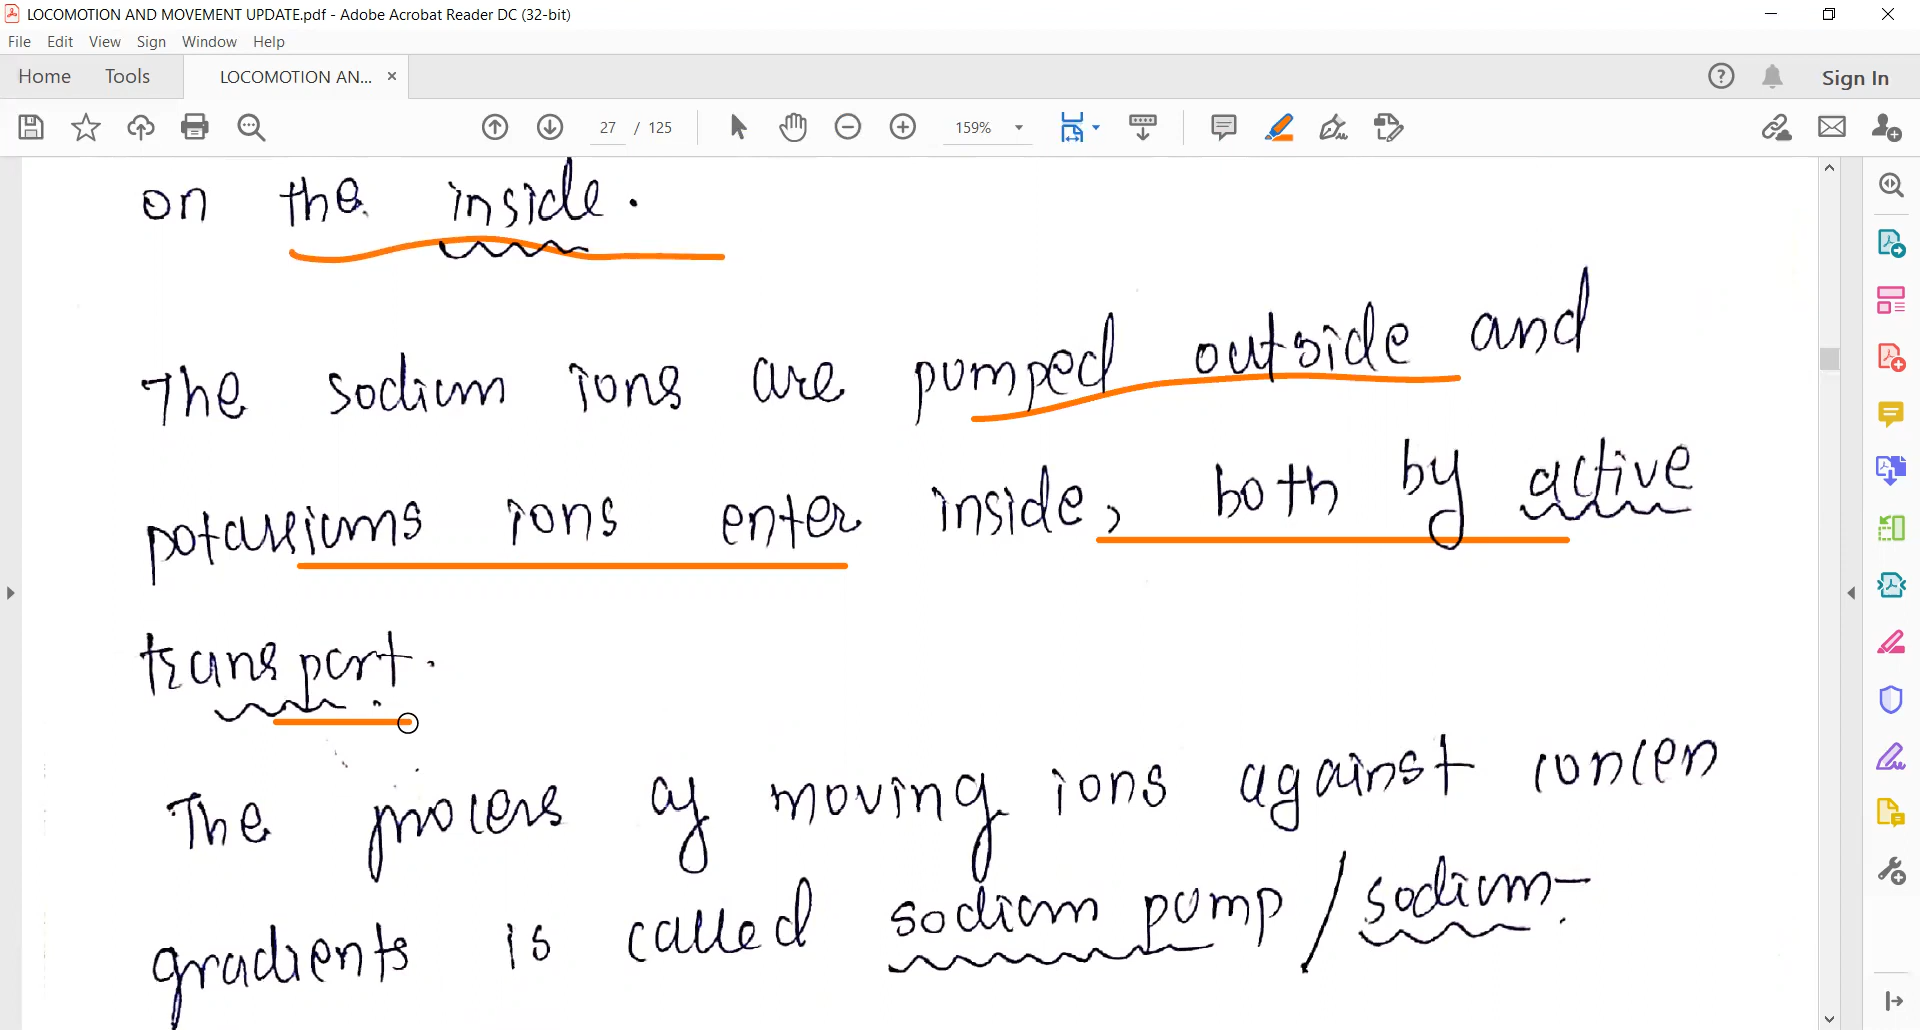 LOCOMOTION AND MOVEMENT UPDATE.pdf - Adobe Acrobat Reader DC (32-bit)
File Edit View Sign Window Help
Home Tools LOCOMOTION AN... × Sign In
27 / 125 159%
on the inside.
The sodium ions are pumped outside and
potassiums ions enter inside, both by active
transport.
The process of moving ions against concen
gradients is called sodium pump / sodium-